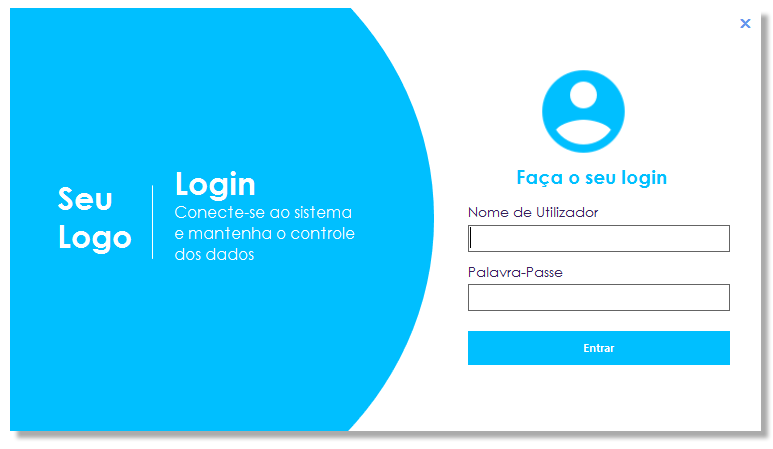 Seu
Logo
Login
Conecte-se ao sistema
e mantenha o controle
dos dados
Faça o seu login
Nome de Utilizador
Palavra-Passe
Entrar